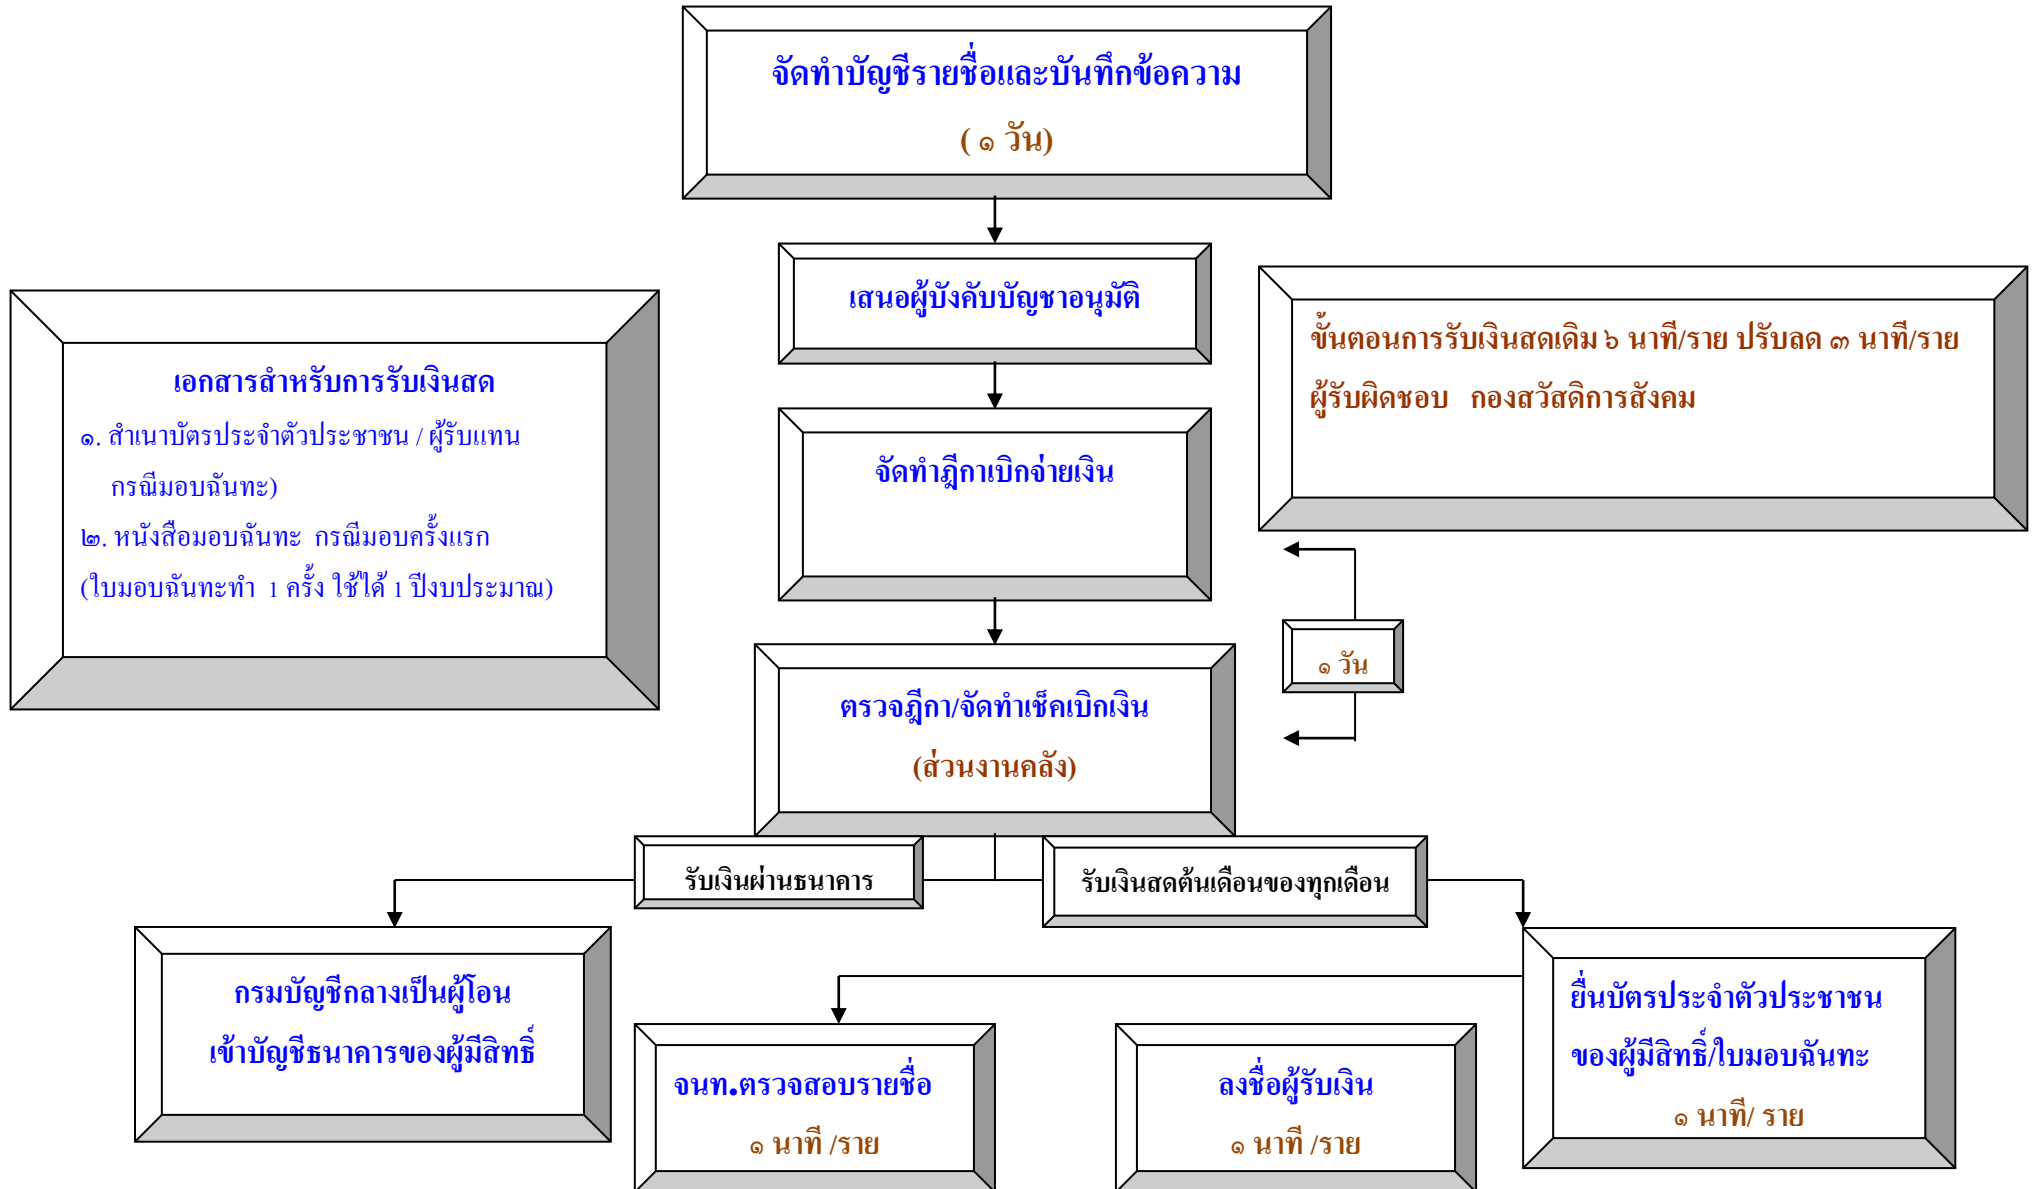 จัดทำบัญชีรายชื่อและบันทึกข้อความ
( ๑ วัน)
เสนอผู้บังคับบัญชาอนุมัติ
ขั้นตอนการรับเงินสดเดิม ๖ นาที/ราย ปรับลด ๓ นาที/ราย
ผู้รับผิดชอบ กองสวัสดิการสังคม
เอกสารสำหรับการรับเงินสด
๑. สำเนาบัตรประจำตัวประชาชน / ผู้รับแทน
กรณีมอบฉันทะ)
๒. หนังสือมอบฉันทะ กรณีมอบครั้งแรก
(ใบมอบฉันทะทำ 1 ครั้ง ใช้ได้ 1 ปีงบประมาณ)
จัดทำฎีกาเบิกจ่ายเงิน
๑ วัน
ตรวจฎีกา/จัดทำเช็คเบิกเงิน
(ส่วนงานคลัง)
รับเงินผ่านธนาคาร
รับเงินสดต้นเดือนของทุกเดือน
กรมบัญชีกลางเป็นผู้โอน
เข้าบัญชีธนาคารของผู้มีสิทธิ์
จนท.ตรวจสอบรายชื่อ
๑ นาที /ราย
ลงชื่อผู้รับเงิน
๑ นาที /ราย
ยื่นบัตรประจำตัวประชาชน
ของผู้มีสิทธิ์/ใบมอบฉันทะ
๑ นาที/ ราย